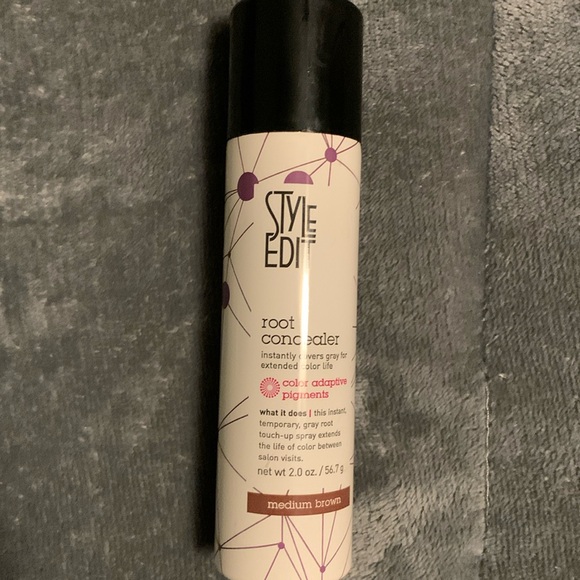 STYLE
EDIT
root
concealer
instantly covers gray for
extended color life
color adaptive
pigments
what it does | this instant,
temporary, gray root
touch-up spray extends
the life of color between
salon visits.
net wt 2.0 oz. / 56.7 g
medium brown